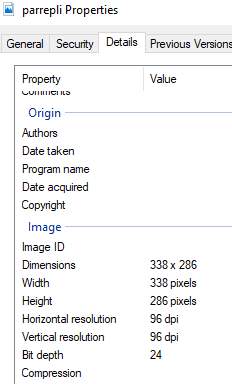 parrepli Properties
General Security Details Previous Versions
Property Value
Comments
Origin
Authors
Date taken
Program name
Date acquired
Copyright
Image
Image ID
Dimensions 338 x 286
Width 338 pixels
Height 286 pixels
Horizontal resolution 96 dpi
Vertical resolution 96 dpi
Bit depth 24
Compression